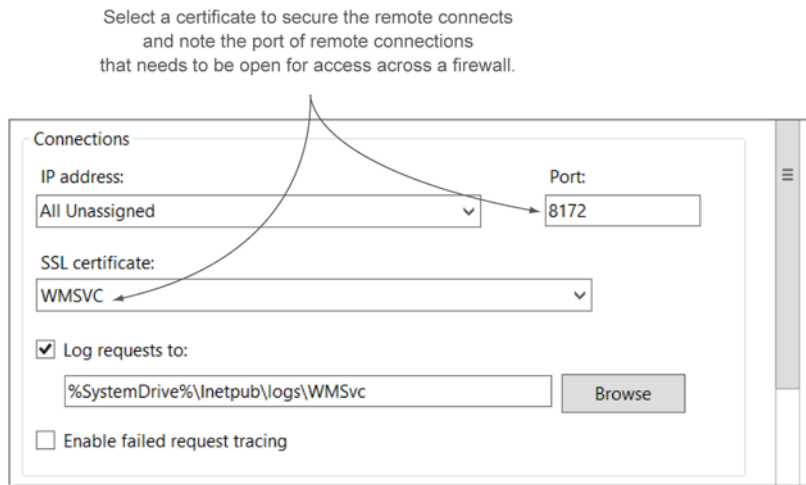 Select a certificate to secure the remote connects
and note the port of remote connections
that needs to be open for access across a firewall.
Connections
IP address:
Port:
All Unassigned
8172
SSL certificate:
WMSVC
Log requests to:
%SystemDrive%\Inetpub\logs\WMSvc
Browse
Enable failed request tracing